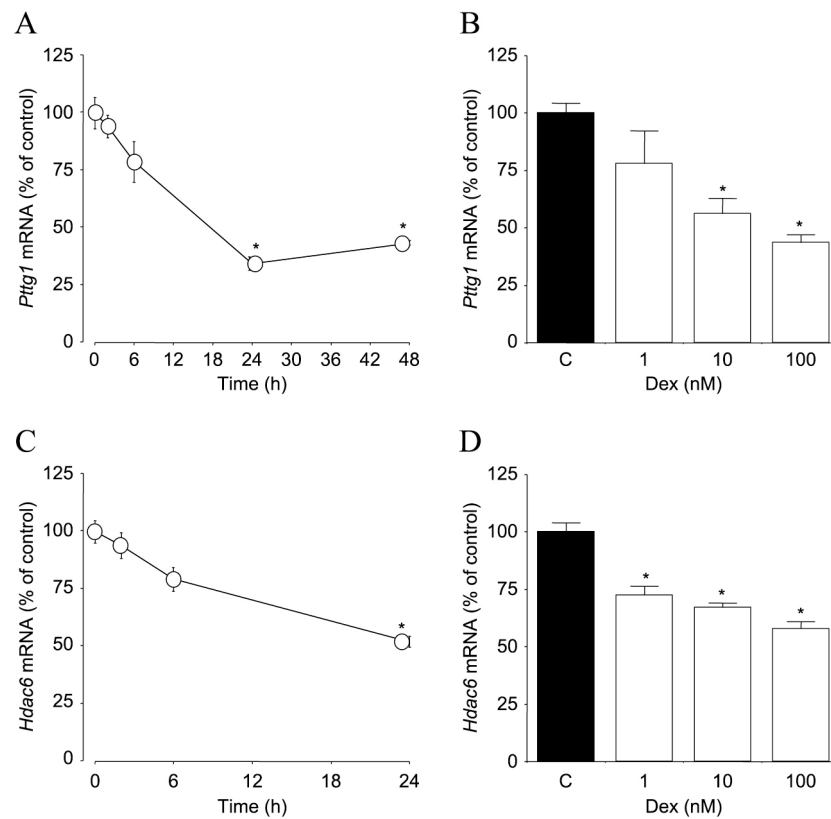 A
Pttg1 mRNA (% of control)
125
100
75
50
25
0
*
*
0 6 12 18 24 30 36 42 48
Time (h)
B
Pttg1 mRNA (% of control)
125
100
75
50
25
0
*
*
C 1 10 100
Dex (nM)
C
Hdac6 mRNA (% of control)
125
100
75
50
25
0
*
0 6 12 18 24
Time (h)
D
Hdac6 mRNA (% of control)
125
100
75
50
25
0
*
*
*
C 1 10 100
Dex (nM)